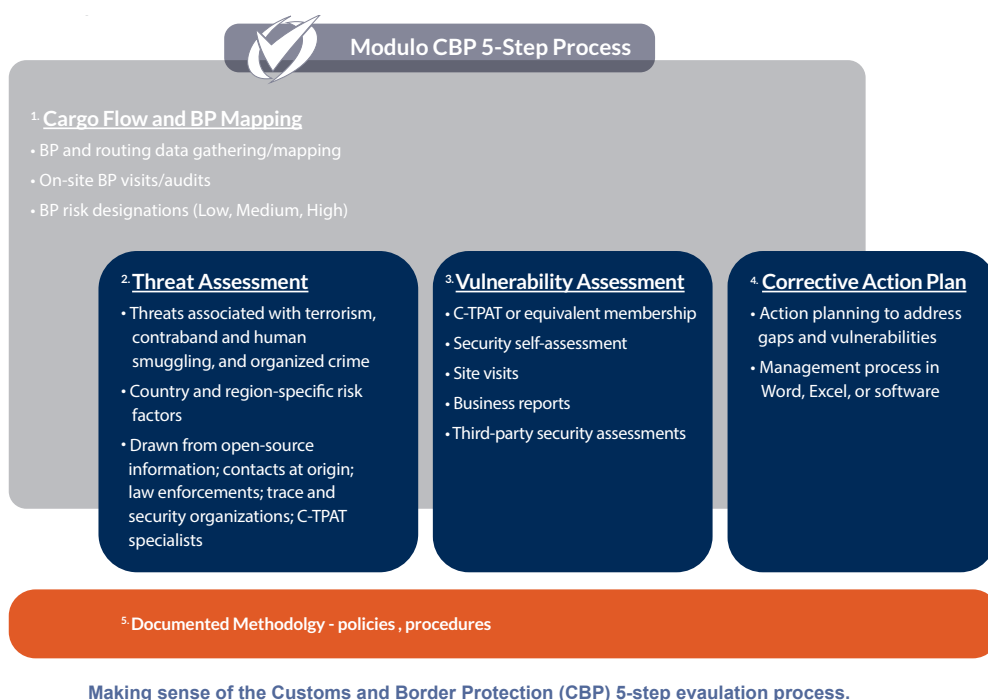 Modulo CBP 5-Step Process
1. Cargo Flow and BP Mapping
• BP and routing data gathering/mapping
• On-site BP visits/audits
• BP risk designations (Low, Medium, High)
2. Threat Assessment
• Threats associated with terrorism,
contraband and human
smuggling, and organized crime
• Country and region-specific risk
factors
• Drawn from open-source
information; contacts at origin;
law enforcements; trace and
security organizations; C-TPAT
specialists
3. Vulnerability Assessment
• C-TPAT or equivalent membership
• Security self-assessment
• Site visits
• Business reports
• Third-party security assessments
4. Corrective Action Plan
• Action planning to address
gaps and vulnerabilities
• Management process in
Word, Excel, or software
5. Documented Methodolgy - policies , procedures
Making sense of the Customs and Border Protection (CBP) 5-step evaulation process.